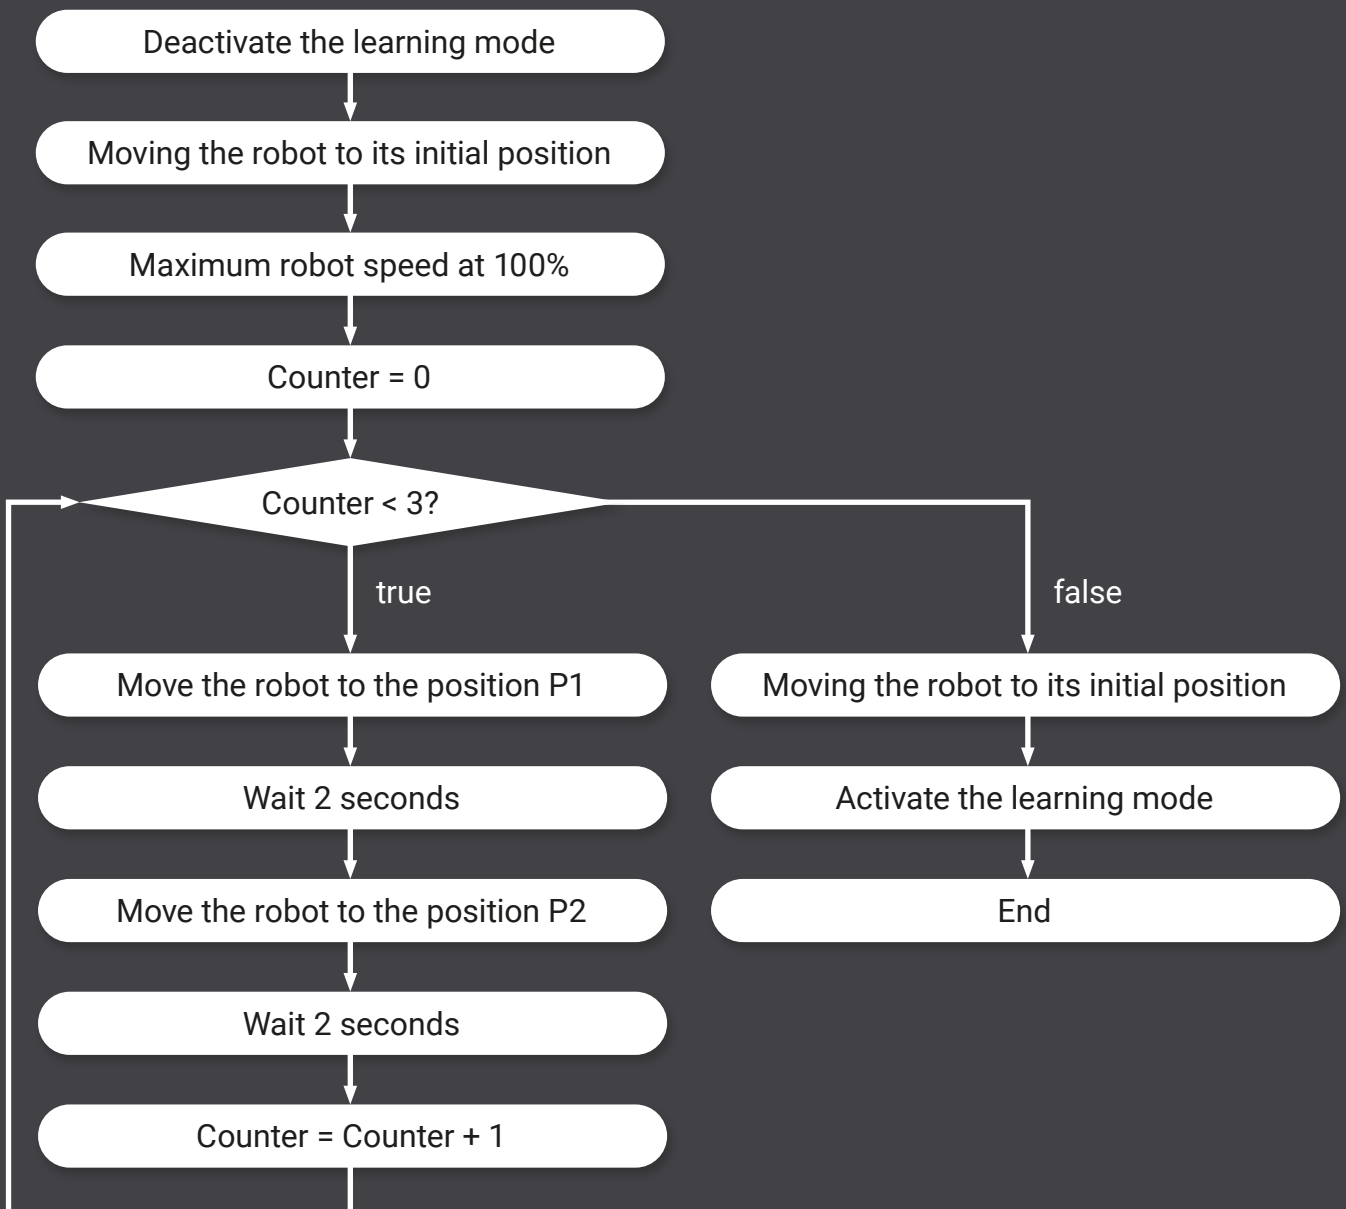 Deactivate the learning mode
Moving the robot to its initial position
Maximum robot speed at 100%
Counter = 0
Counter < 3?
true
false
Move the robot to the position P1
Moving the robot to its initial position
Wait 2 seconds
Activate the learning mode
Move the robot to the position P2
End
Wait 2 seconds
Counter = Counter + 1